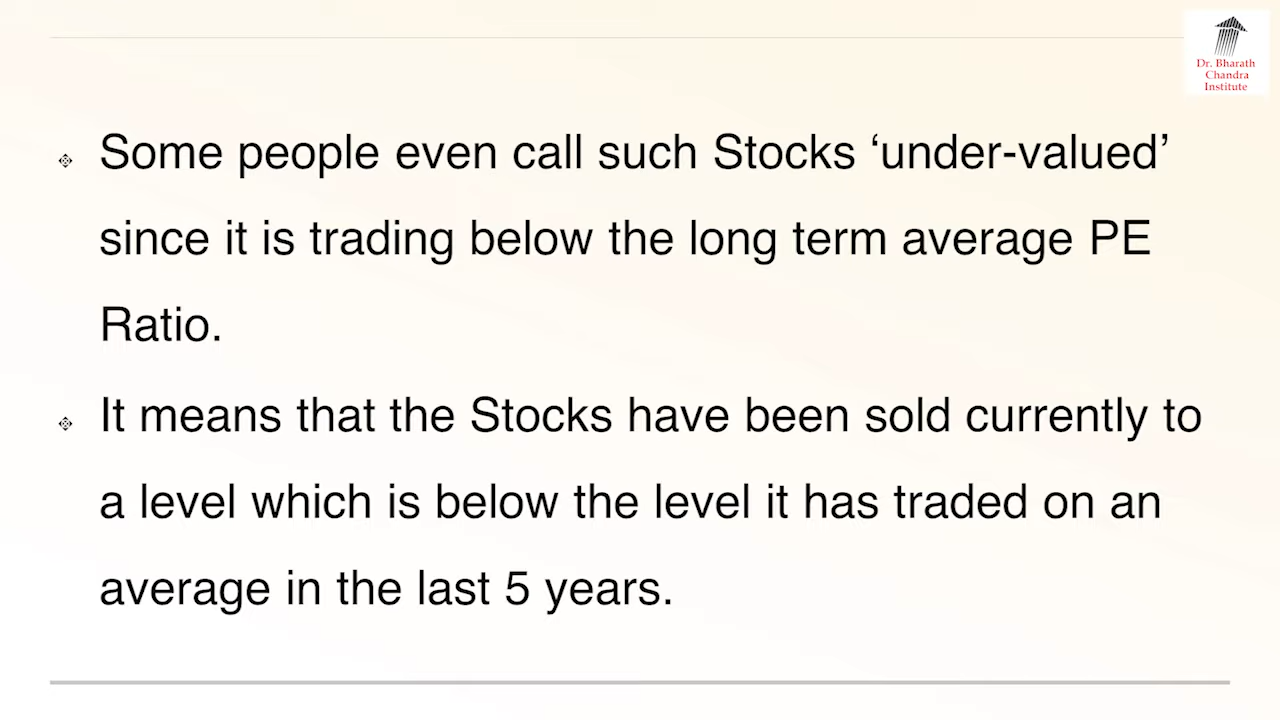 Dr. Bharath
Chandra
Institute
Some people even call such Stocks ‘under-valued’
since it is trading below the long term average PE
Ratio.
It means that the Stocks have been sold currently to
a level which is below the level it has traded on an
average in the last 5 years.